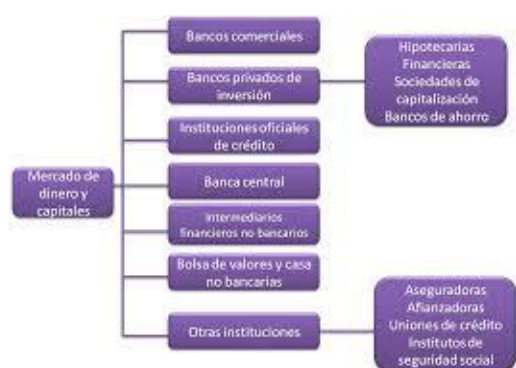 Mercado de
dinero y
capitales
Bancos comerciales
Bancos privados de
inversión
Hipotecarias
Financieras
Sociedades de
capitalización
Bancos de ahorro
Instituciones oficiales
de crédito
Banca central
Intermediarios
financieros no bancarios
Bolsa de valores y casa
no bancarias
Otras instituciones
Aseguradoras
Afianzadoras
Uniones de crédito
Institutos de
seguridad social